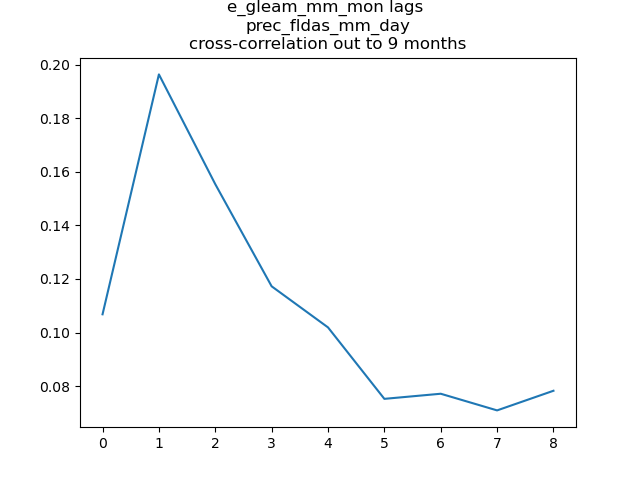 e_gleam_mm_mon lags
prec_fldas_mm_day
cross-correlation out to 9 months
0.20
0.18
0.16
0.14
0.12
0.10
0.08
0 1 2 3 4 5 6 7 8